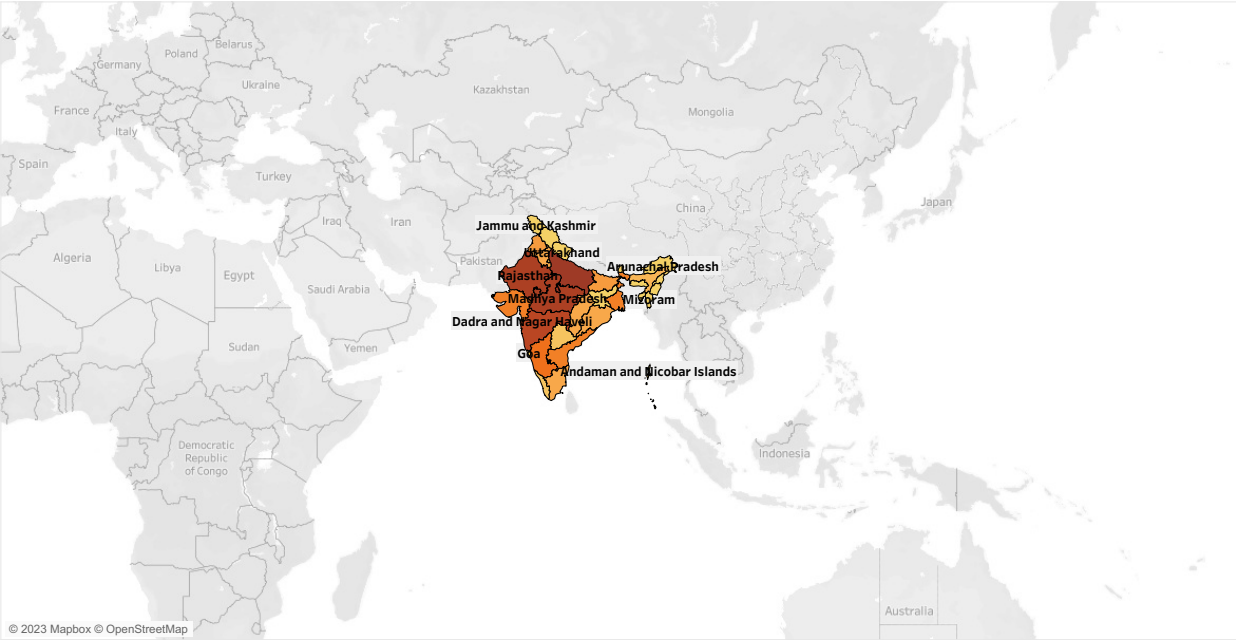 Belarus
Poland
Germany
Ukraine
Kazakhstan
France
Mongolia
Italy
Spain
Turkey
Japan
China
Iraq
Iran
Jammu and Kashmir
Uttarakhand
Algeria
Libya
Egypt
Pakistan
Arunachal Pradesh
Rajasthan
Saudi Arabia
Madhya Pradesh
Mizoram
Dadra and Nagar Haveli
Sudan
Yemen
Goa
Andaman and Nicobar Islands
Democratic
Republic
of Congo
Indonesia
Australia
© 2023 Mapbox © OpenStreetMap